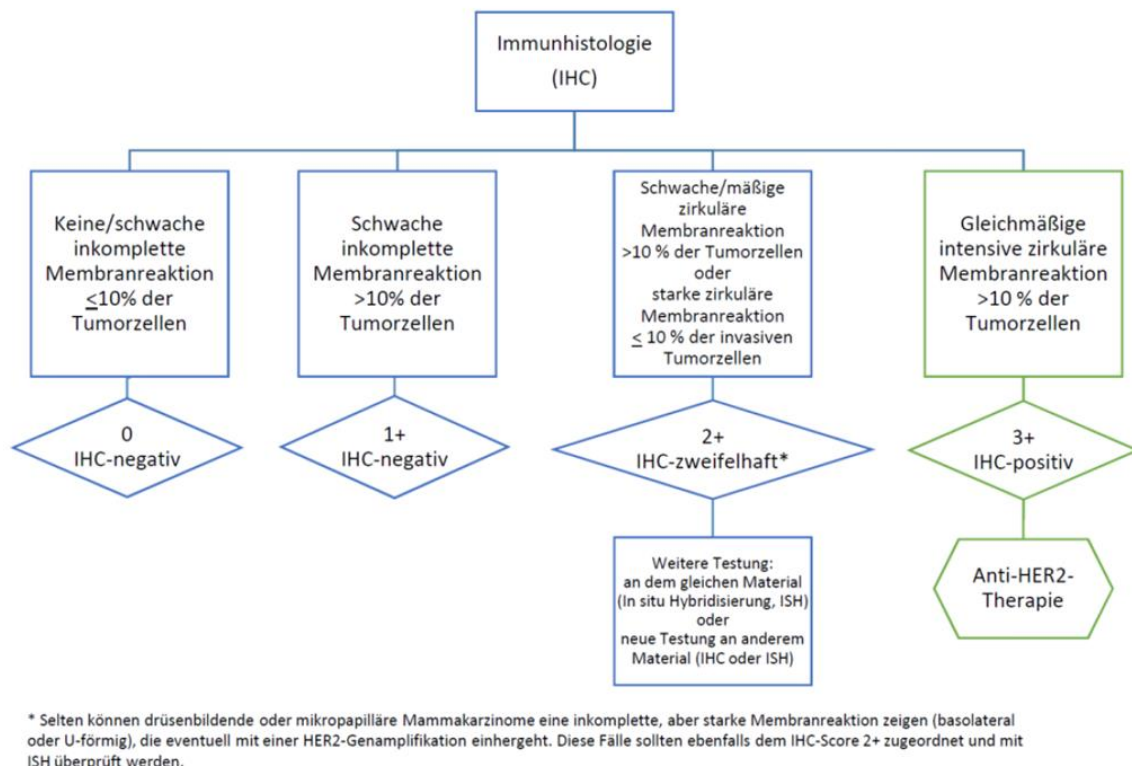 Immunhistologie
(IHC)
Keine/schwache
inkomplette
Membranreaktion
≤10% der
Tumorzellen
Schwache
inkomplette
Membranreaktion
>10% der
Tumorzellen
Schwache/mäßige
zirkuläre
Membranreaktion
>10 % der Tumorzellen
oder
starke zirkuläre
Membranreaktion
≤ 10 % der invasiven
Tumorzellen
Gleichmäßige
intensive zirkuläre
Membranreaktion
>10 % der
Tumorzellen
0
IHC-negativ
1+
IHC-negativ
2+
IHC-zweifelhaft*
3+
IHC-positiv
Weitere Testung:
an dem gleichen Material
(In situ Hybridisierung, ISH)
oder
neue Testung an anderem
Material (IHC oder ISH)
Anti-HER2-
Therapie
* Selten können drüsenbildende oder mikropapilläre Mammakarzinome eine inkomplette, aber starke Membranreaktion zeigen (basolateral
oder U-förmig), die eventuell mit einer HER2-Genamplifikation einhergeht. Diese Fälle sollten ebenfalls dem IHC-Score 2+ zugeordnet und mit
ISH überprüft werden.